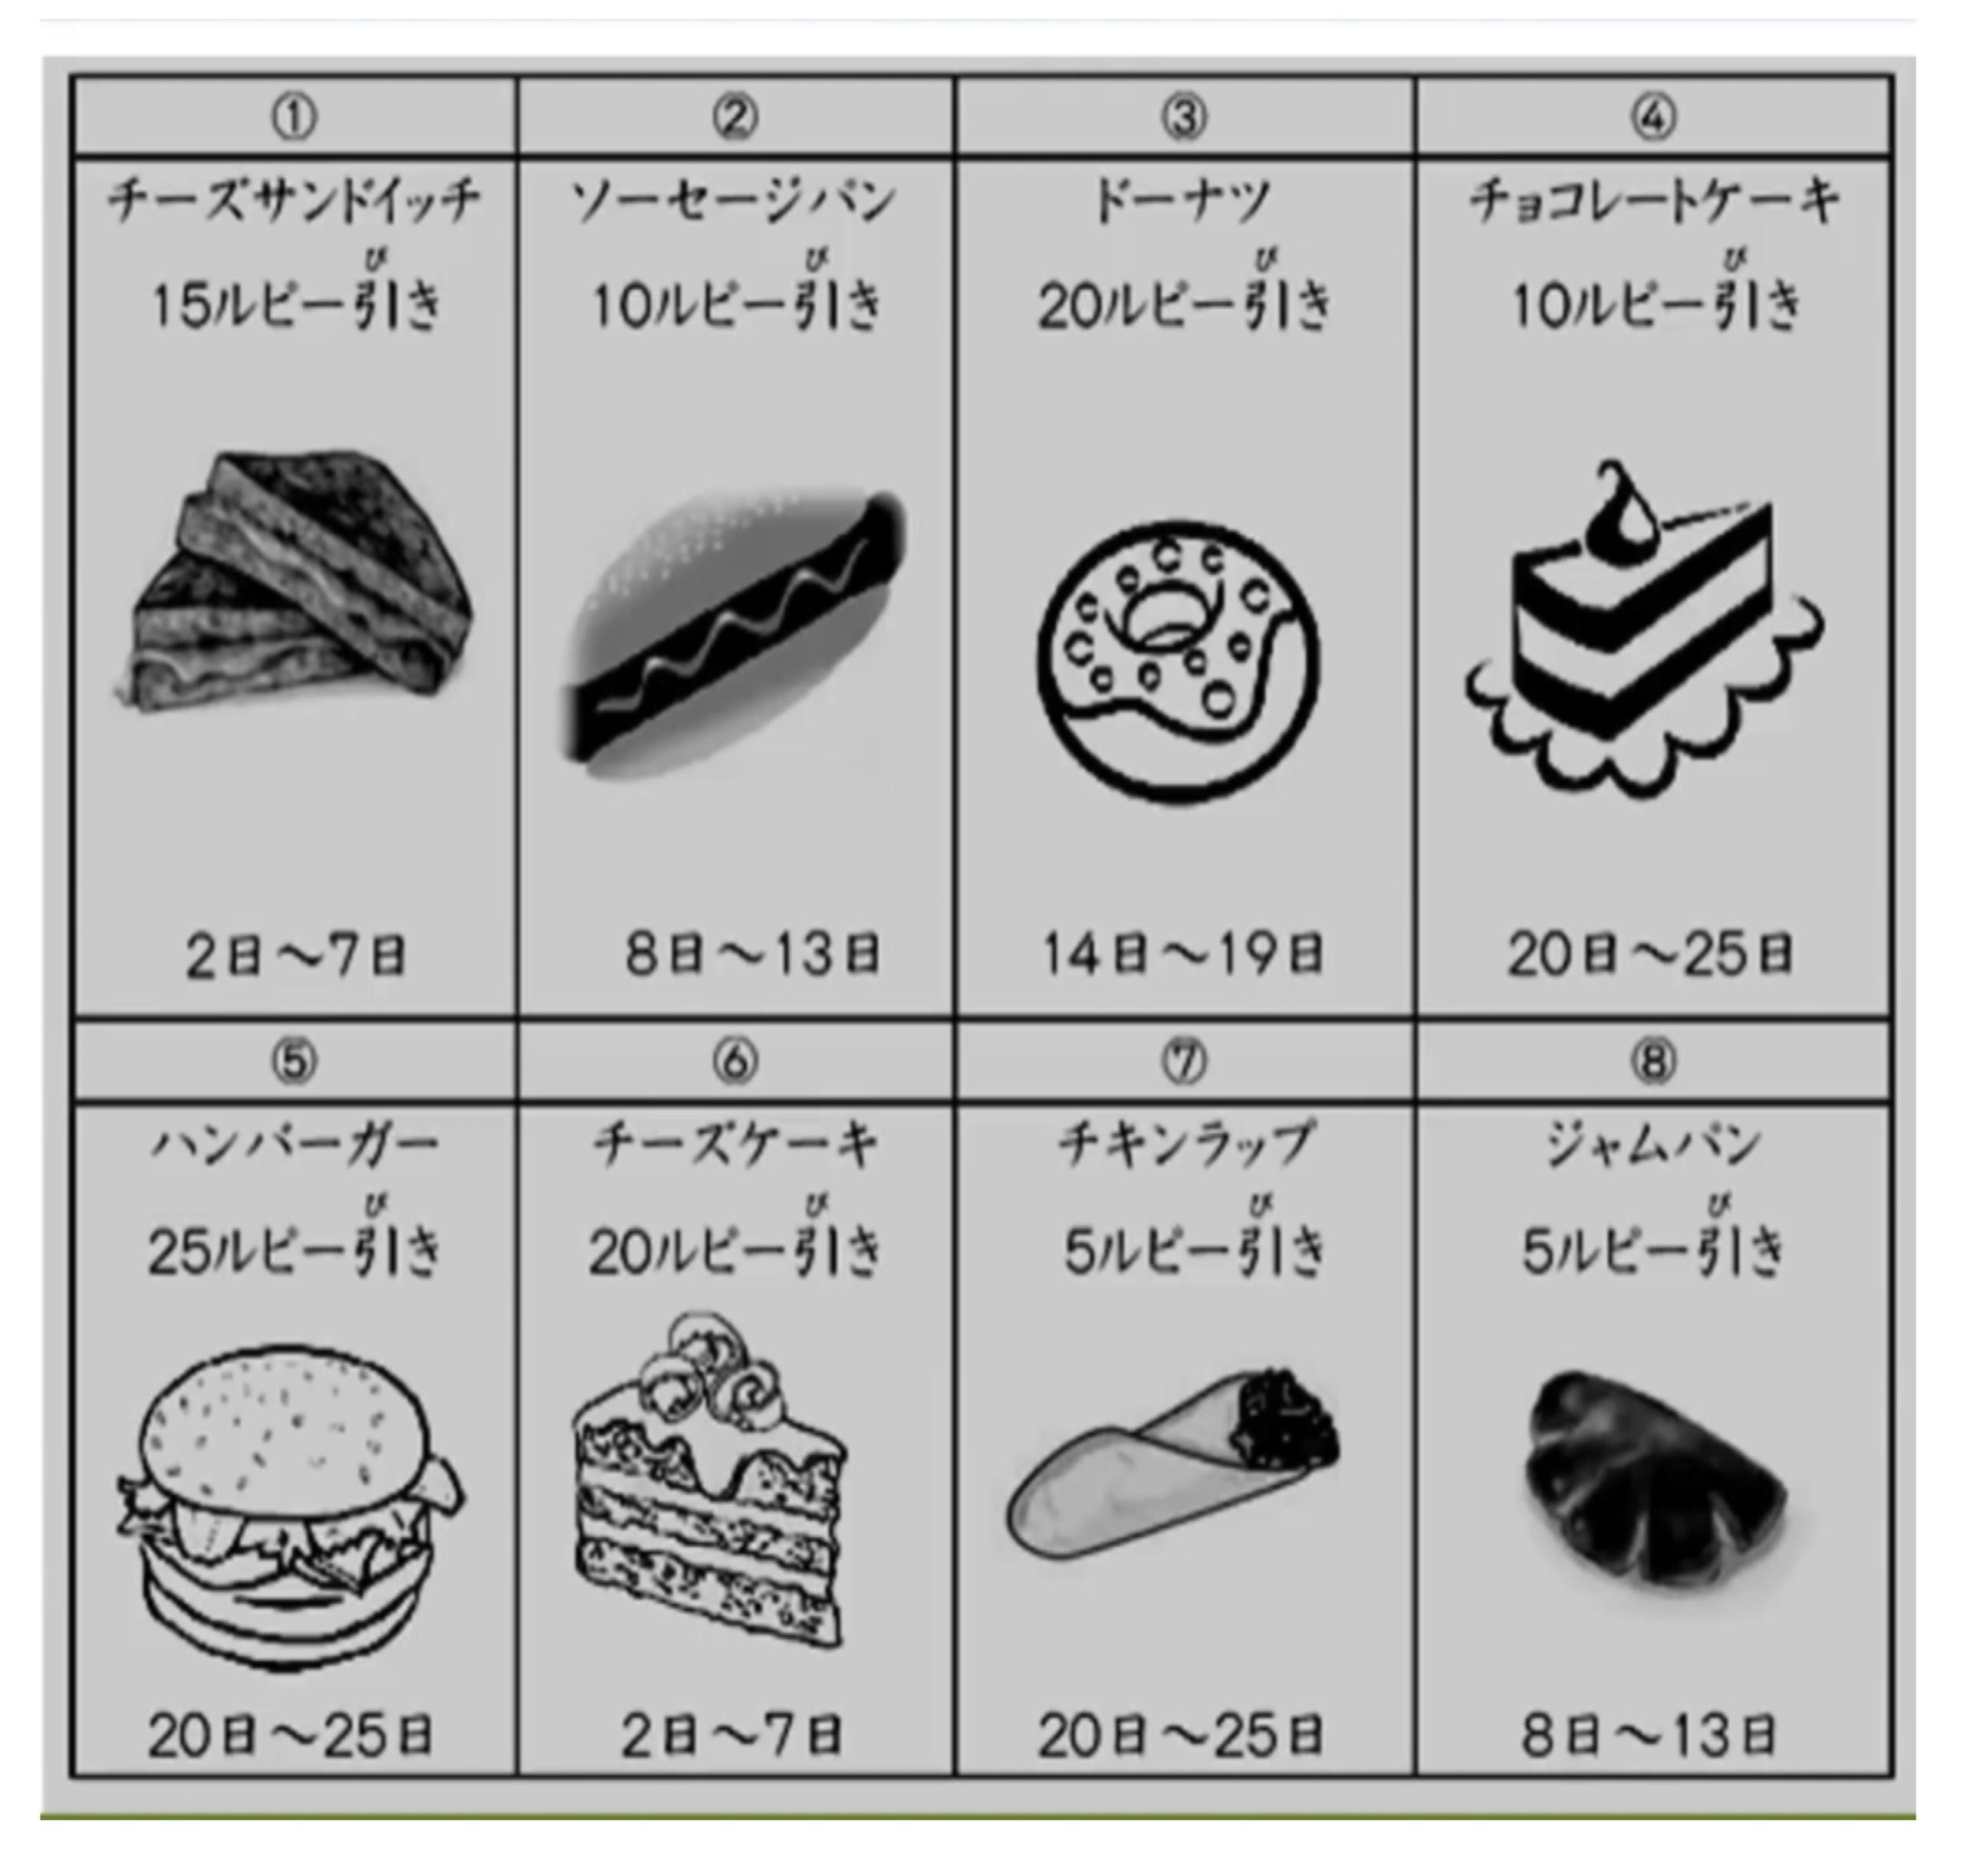 ①
チーズサンドイッチ
び
15ルピー引き
2日～7日
②
ソーセージパン
び
10ルピー引き
8日～13日
③
ドーナツ
び
20ルピー引き
14日～19日
④
チョコレートケーキ
び
10ルピー引き
20日～25日
⑤
ハンバーガー
び
25ルピー引き
20日～25日
⑥
チーズケーキ
び
20ルピー引き
2日～7日
⑦
チキンラップ
び
5ルピー引き
20日～25日
⑧
ジャムパン
び
5ルピー引き
8日～13日